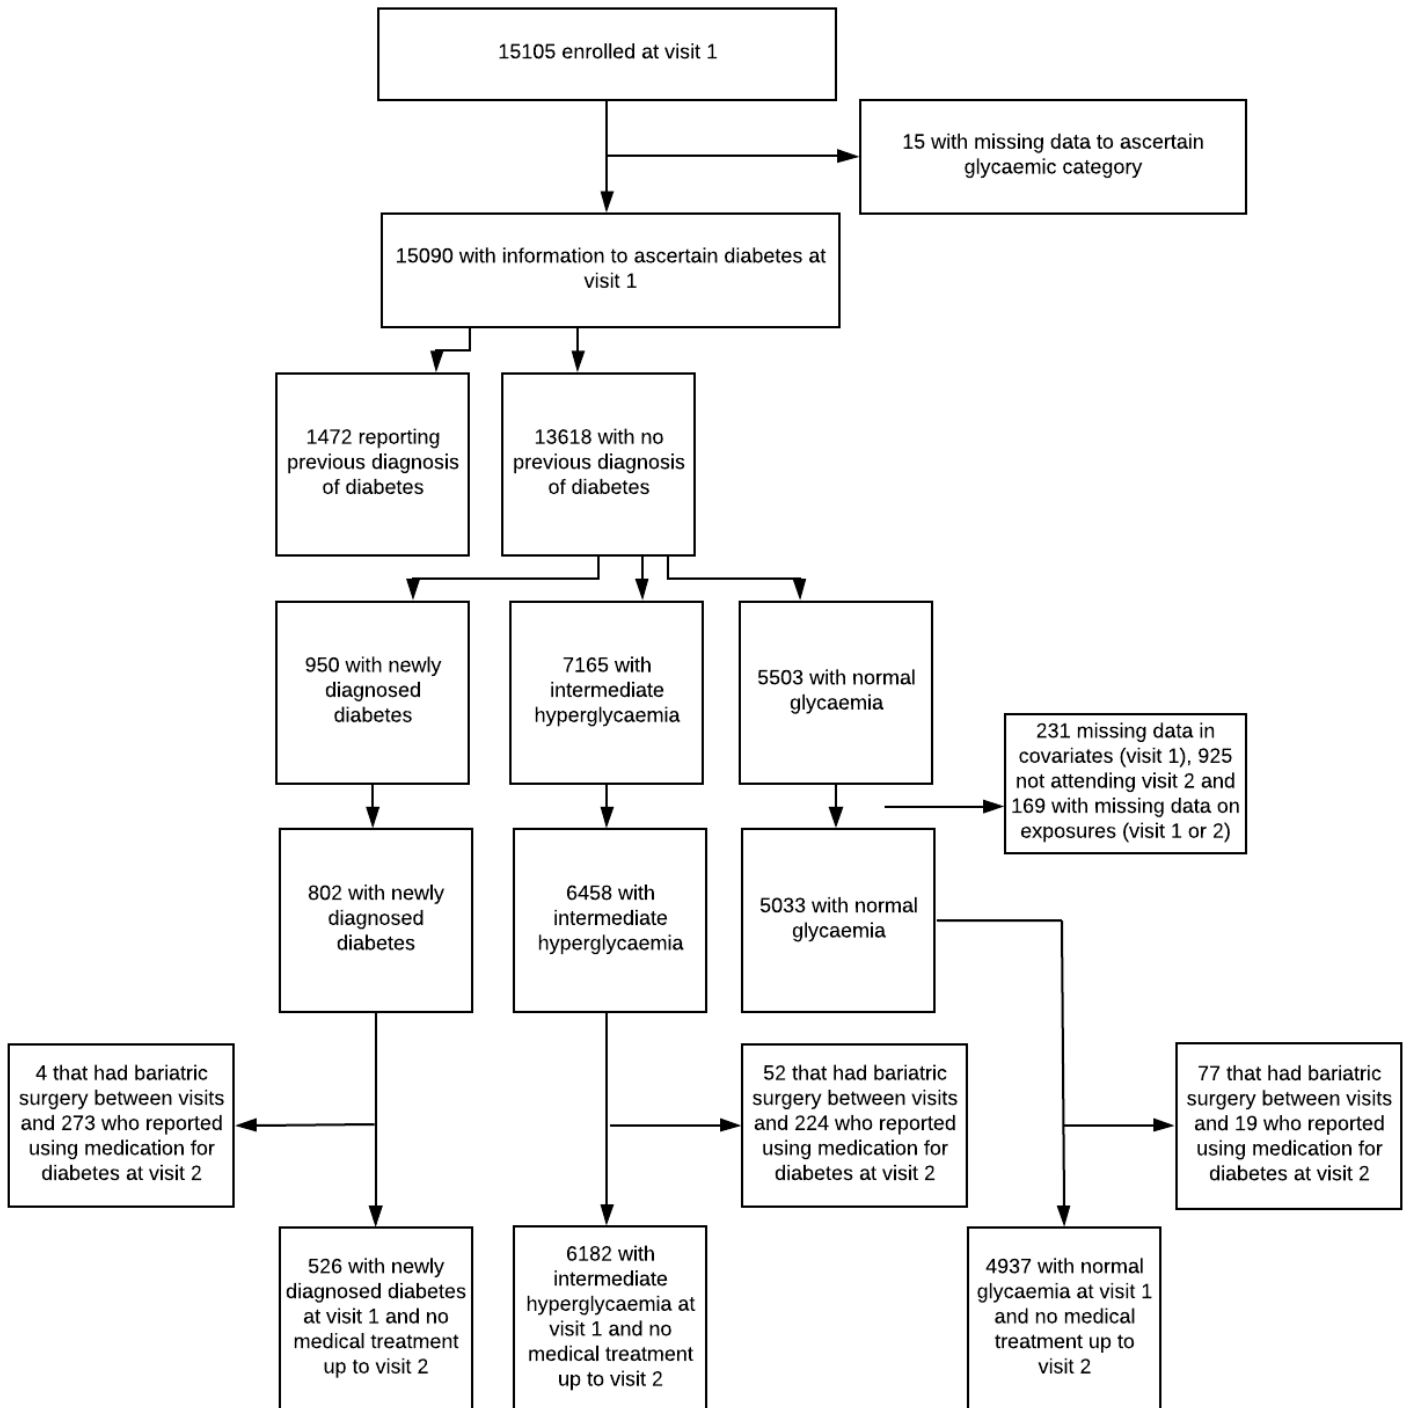 15105 enrolled at visit 1
15 with missing data to ascertain
glycaemic category
15090 with information to ascertain diabetes at
visit 1
1472 reporting
previous diagnosis
of diabetes
13618 with no
previous diagnosis
of diabetes
950 with newly
diagnosed
diabetes
7165 with
intermediate
hyperglycaemia
5503 with normal
glycaemia
231 missing data in
covariates (visit 1), 925
not attending visit 2 and
169 with missing data on
exposures (visit 1 or 2)
802 with newly
diagnosed
diabetes
6458 with
intermediate
hyperglycaemia
5033 with normal
glycaemia
4 that had bariatric
surgery between visits
and 273 who reported
using medication for
diabetes at visit 2
52 that had bariatric
surgery between visits
and 224 who reported
using medication for
diabetes at visit 2
77 that had bariatric
surgery between visits
and 19 who reported
using medication for
diabetes at visit 2
526 with newly
diagnosed diabetes
at visit 1 and no
medical treatment
up to visit 2
6182 with
intermediate
hyperglycaemia at
visit 1 and no
medical treatment
up to visit 2
4937 with normal
glycaemia at visit 1
and no medical
treatment up to
visit 2